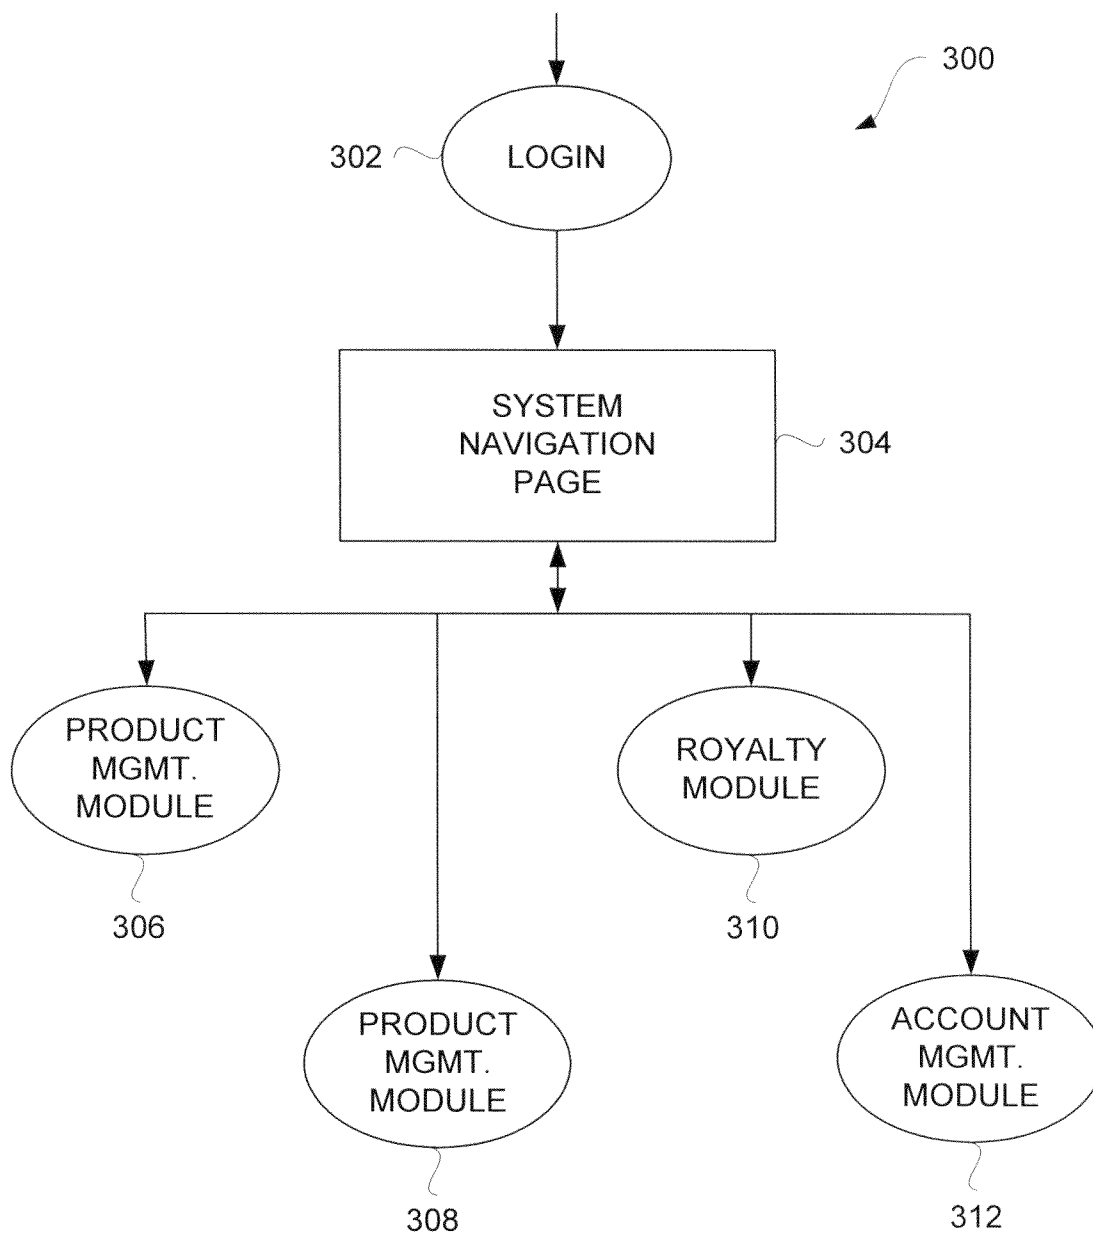 300
302
LOGIN
SYSTEM
NAVIGATION
PAGE
304
PRODUCT
MGMT.
MODULE
306
ROYALTY
MODULE
310
PRODUCT
MGMT.
MODULE
308
ACCOUNT
MGMT.
MODULE
312